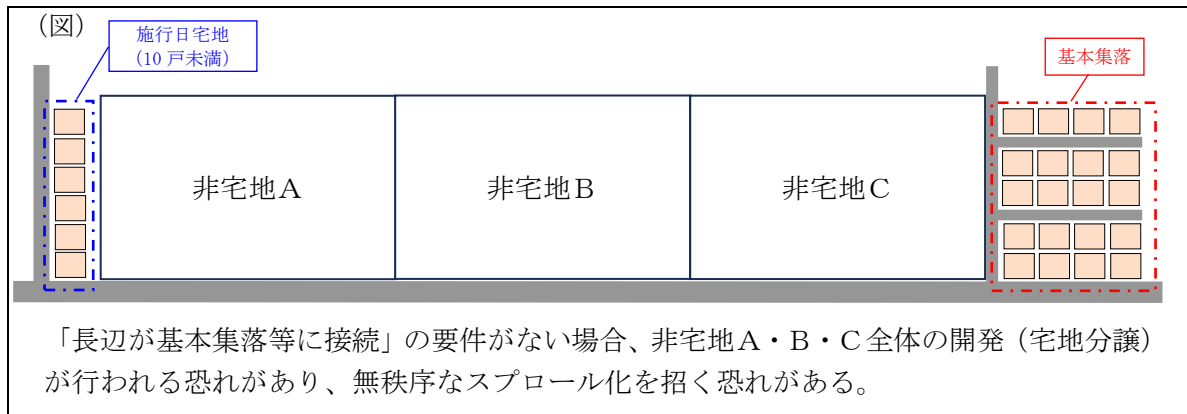 （図）
施行日宅地
（10 戸未満）
基本集落
非宅地Ａ
非宅地Ｂ
非宅地Ｃ
「長辺が基本集落等に接続」の要件がない場合、非宅地Ａ・Ｂ・Ｃ全体の開発（宅地分譲）
が行われる恐れがあり、無秩序なスプロール化を招く恐れがある。